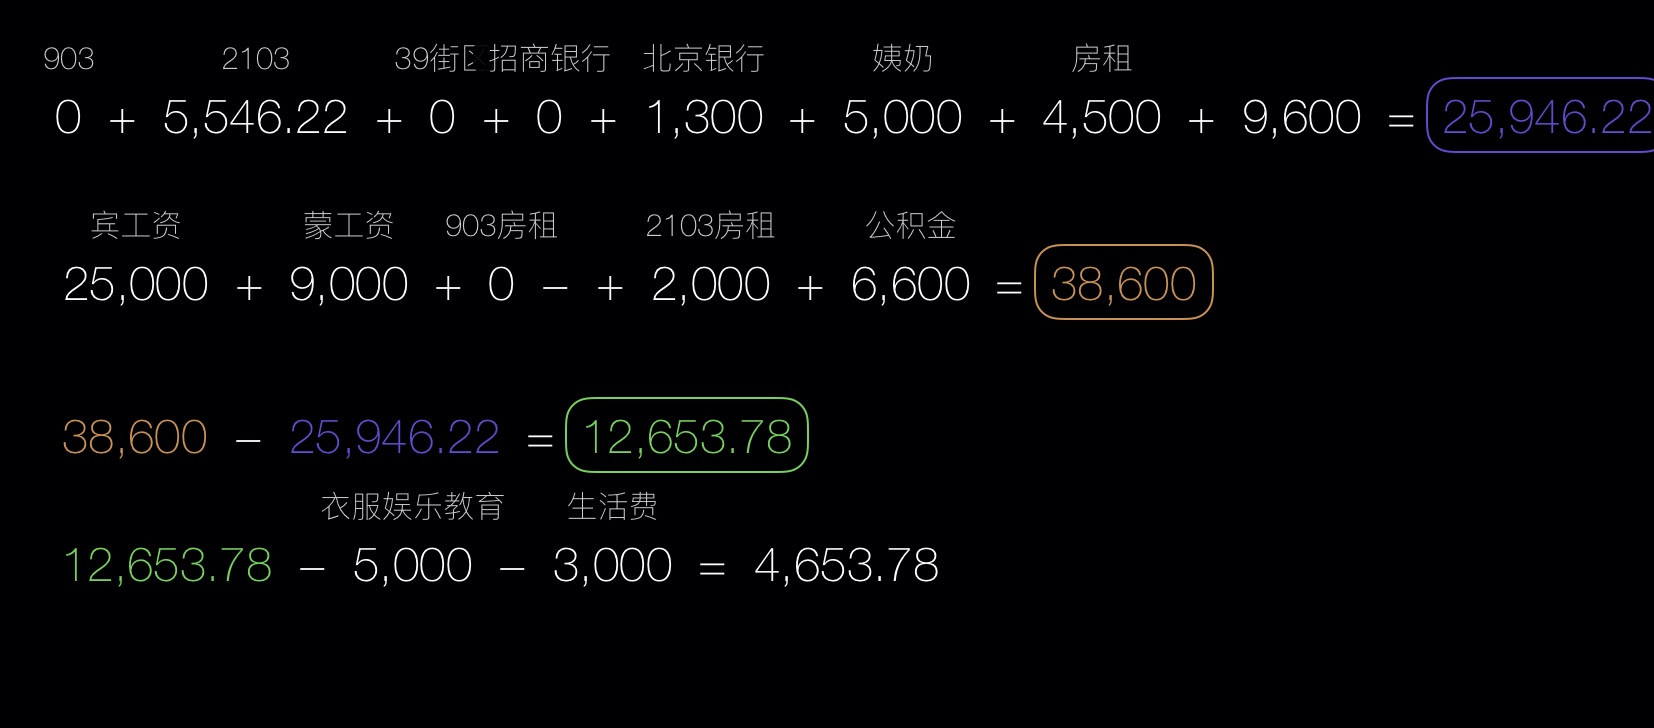 903 2103 39街区 招商银行 北京银行 姨奶 房租
0 + 5,546.22 + 0 + 0 + 1,300 + 5,000 + 4,500 + 9,600 = 25,946.22
宾工资 蒙工资 903房租 2103房租 公积金
25,000 + 9,000 + 0 − + 2,000 + 6,600 = 38,600
38,600 − 25,946.22 = 12,653.78
衣服娱乐教育 生活费
12,653.78 − 5,000 − 3,000 = 4,653.78